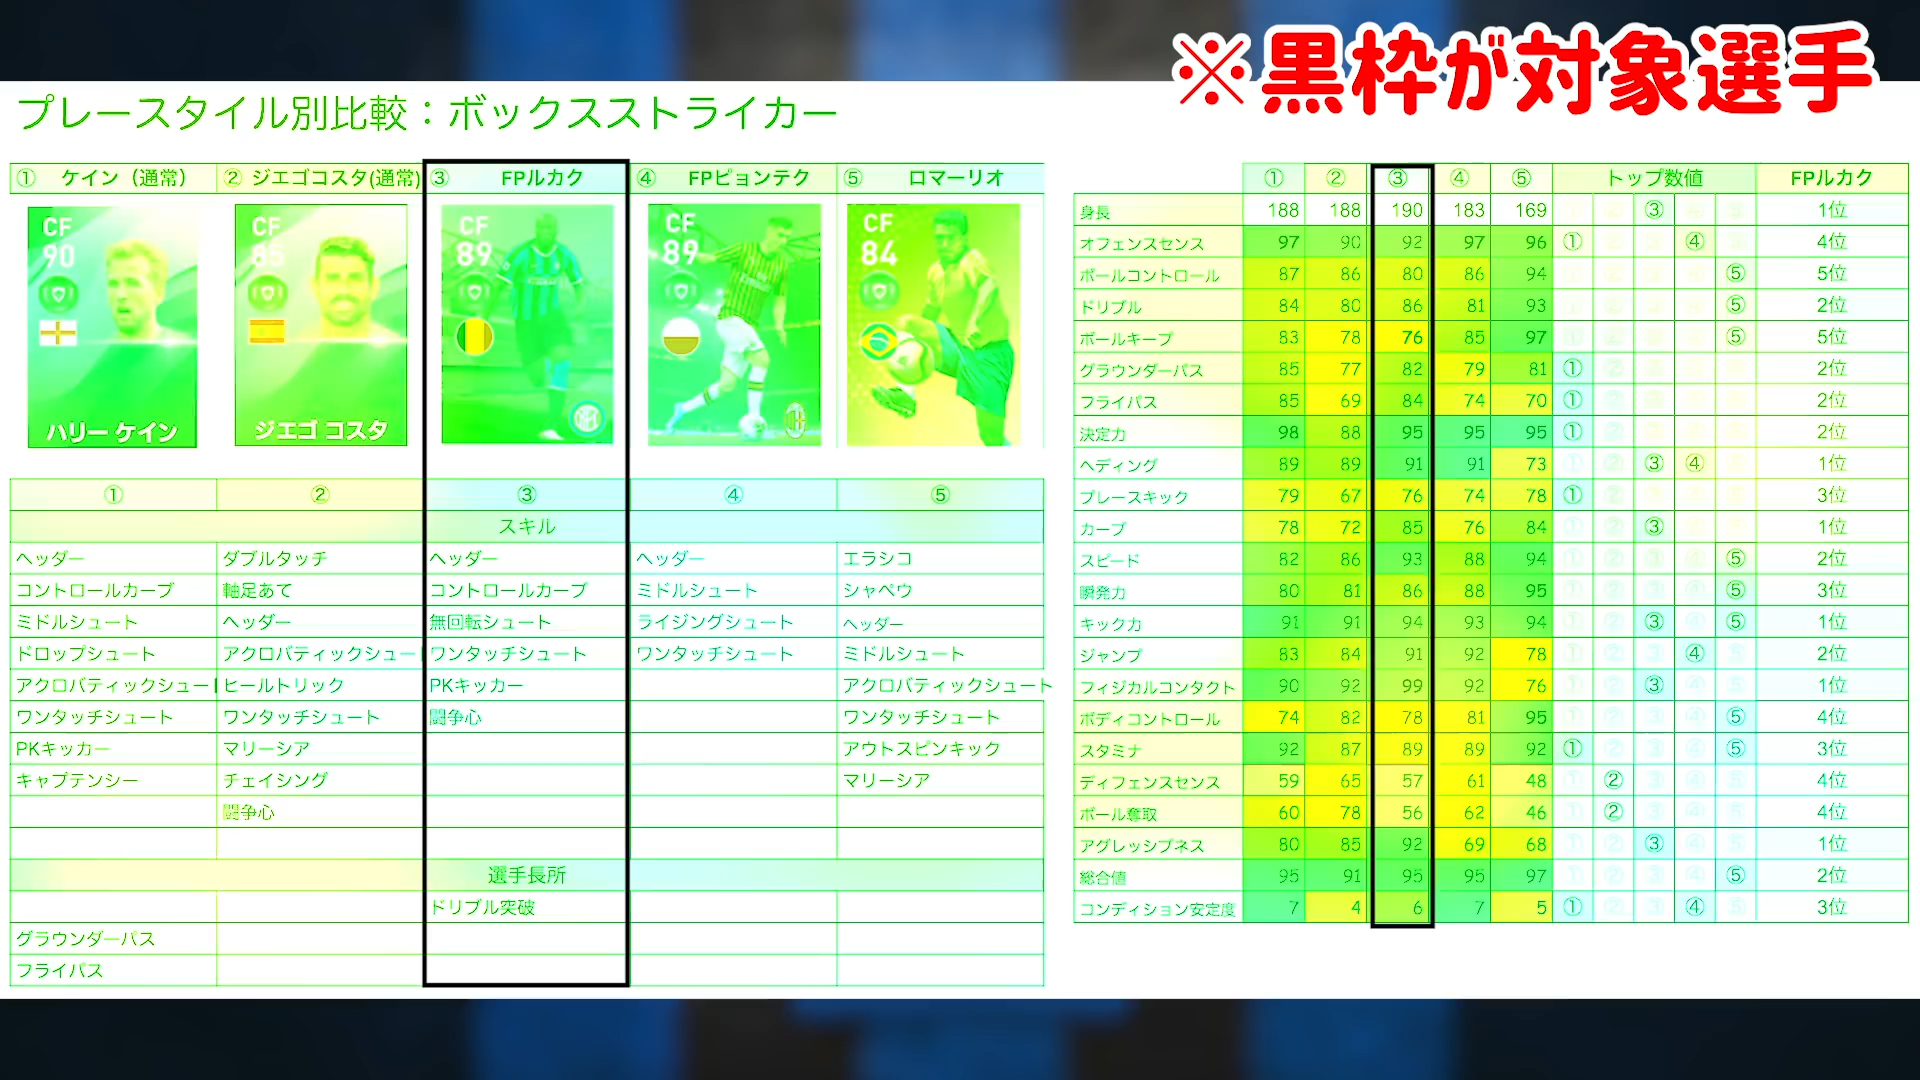 ※黒枠が対象選手
プレースタイル別比較：ボックスストライカー
① ケイン（通常） ② ジエゴコスタ(通常) ③ FPルカク ④ FPピョンテク ⑤ ロマーリオ
CF 90 ハリー ケイン
CF 85 ジエゴ コスタ
CF 89
CF 89
CF 84
① ② ③ ④ ⑤
スキル
ヘッダー ダブルタッチ ヘッダー ヘッダー エラシコ
コントロールカーブ 軸足あて コントロールカーブ ミドルシュート シャペウ
ミドルシュート ヘッダー 無回転シュート ライジングシュート ヘッダー
ドロップシュート アクロバティックシュー ワンタッチシュート ワンタッチシュート ミドルシュート
アクロバティックシュー ヒールトリック PKキッカー アクロバティックシュート
ワンタッチシュート ワンタッチシュート 闘争心 ワンタッチシュート
PKキッカー マリーシア アウトスピンキック
キャプテンシー チェイシング マリーシア
闘争心
選手長所
ドリブル突破
グラウンダーパス
フライパス
① ② ③ ④ ⑤ トップ数値 FPルカク
身長 188 188 190 183 169 ③ 1位
オフェンスセンス 97 90 92 97 96 ① ④ 4位
ボールコントロール 87 86 80 86 94 ⑤ 5位
ドリブル 84 80 86 81 93 ⑤ 2位
ボールキープ 83 78 76 85 97 ⑤ 5位
グラウンダーパス 85 77 82 79 81 ① 2位
フライパス 85 69 84 74 70 ① 2位
決定力 98 88 95 95 95 ① 2位
ヘディング 89 89 91 91 73 ③ ④ 1位
プレースキック 79 67 76 74 78 ① 3位
カーブ 78 72 85 76 84 ③ 1位
スピード 82 86 93 88 94 ⑤ 2位
瞬発力 80 81 86 88 95 ⑤ 3位
キック力 91 91 94 93 94 ③ ⑤ 1位
ジャンプ 83 84 91 92 78 ④ 2位
フィジカルコンタクト 90 92 99 92 76 ③ 1位
ボディコントロール 74 82 78 81 95 ⑤ 4位
スタミナ 92 87 89 89 92 ① ⑤ 3位
ディフェンスセンス 59 65 57 61 48 ② 4位
ボール奪取 60 78 56 62 46 ② 4位
アグレッシブネス 80 85 92 69 68 ③ 1位
総合値 95 91 95 95 97 ⑤ 2位
コンディション安定度 7 4 6 7 5 ① ④ 3位